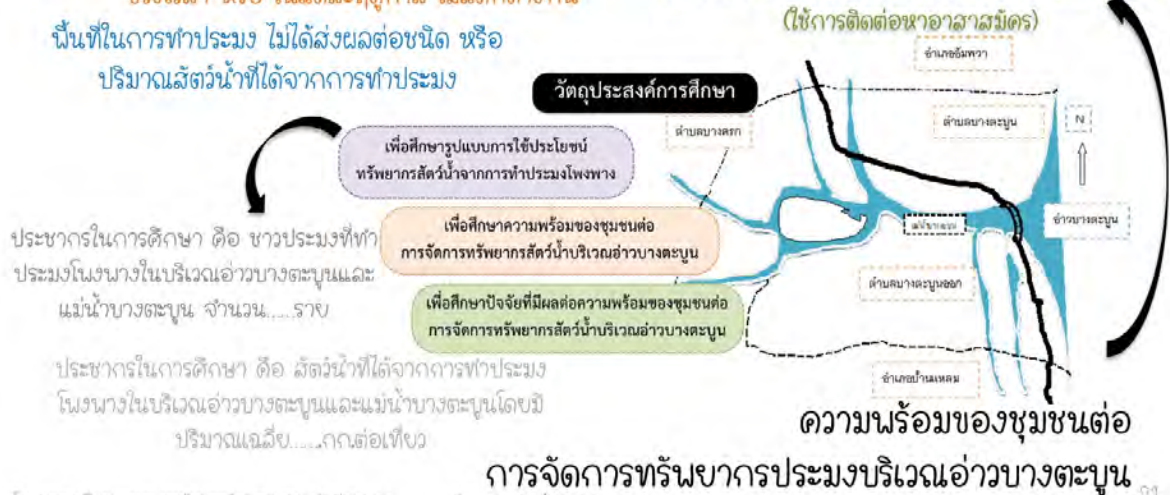 (ใช้การติดต่อหาอาสาสมัคร)
พื้นที่ในการทำประมง ไม่ได้ส่งผลต่อชนิด หรือ
ปริมาณสัตว์น้ำที่ได้จากการทำประมง
วัตถุประสงค์การศึกษา
เพื่อศึกษารูปแบบการใช้ประโยชน์
ทรัพยากรสัตว์น้ำจากการทำประมงโพงพาง
เพื่อศึกษาความพร้อมของชุมชนต่อ
การจัดการทรัพยากรสัตว์น้ำบริเวณอ่าวบางตะบูน
เพื่อศึกษาปัจจัยที่มีผลต่อความพร้อมของชุมชนต่อ
การจัดการทรัพยากรสัตว์น้ำบริเวณอ่าวบางตะบูน
ประชากรในการศึกษา คือ ชาวประมงที่ทำ
ประมงโพงพางในบริเวณอ่าวบางตะบูนและ
แม่น้ำบางตะบูน จำนวน.....ราย
ประชากรในการศึกษา คือ สัตว์น้ำที่ได้จากการทำประมง
โพงพางในบริเวณอ่าวบางตะบูนและแม่น้ำบางตะบูนโดยมี
ปริมาณเฉลี่ย......กก.ต่อเที่ยว
อำเภออัมพวา
ตำบลบางครก
ตำบลบางตะบูน
N
อ่าวบางตะบูน
ตำบลบางตะบูนออก
อำเภอบ้านแหลม
ความพร้อมของชุมชนต่อ
การจัดการทรัพยากรประมงบริเวณอ่าวบางตะบูน